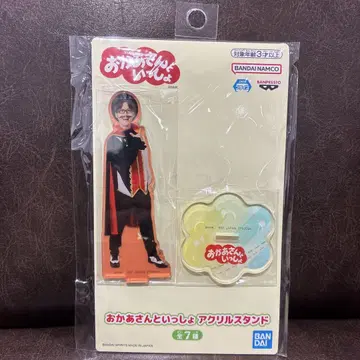 おかあさんといっしょ
対象年齢3才以上
BANDAI NAMCO
BANPRESTO
おかあさんといっしょ
おかあさんといっしょ アクリルスタンド
全7種
BAN
DAI